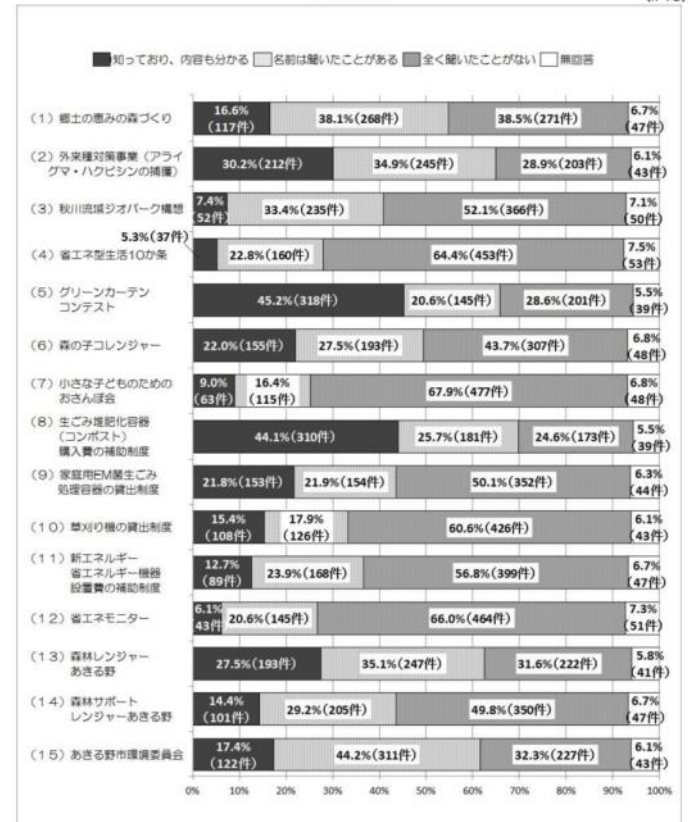 ■知っており、内容も分かる □名前は聞いたことがある ■全く聞いたことがない □無回答
(1) 郷土の恵みの森づくり
16.6%
(117件)
38.1%(268件)
38.5%(271件)
6.7%
(47件)
(2) 外来種対策事業(アライ
グマ・ハクビシンの捕獲)
30.2%(212件)
34.9%(245件)
28.9%(203件)
6.1%
(43件)
(3) 秋川流域ジオパーク構想
7.4%
(52件)
33.4%(235件)
52.1%(366件)
7.1%
(50件)
5.3%(37件)
(4) 省エネ型生活10か条
22.8%(160件)
64.4%(453件)
7.5%
(53件)
(5) グリーンカーテン
コンテスト
45.2%(318件)
20.6%(145件)
28.6%(201件)
5.5%
(39件)
(6) 森の子コレンジャー
22.0%(155件)
27.5%(193件)
43.7%(307件)
6.8%
(48件)
(7) 小さな子どものための
おさんぽ会
9.0%
(63件)
16.4%
(115件)
67.9%(477件)
6.8%
(48件)
(8) 生ごみ堆肥化容器
(コンポスト)
購入費の補助制度
44.1%(310件)
25.7%(181件)
24.6%(173件)
5.5%
(39件)
(9) 家庭用EM菌生ごみ
処理容器の貸出制度
21.8%(153件)
21.9%(154件)
50.1%(352件)
6.3%
(44件)
(10) 草刈り機の貸出制度
15.4%
(108件)
17.9%
(126件)
60.6%(426件)
6.1%
(43件)
(11) 新エネルギー
省エネルギー機器
設置費の補助制度
12.7%
(89件)
23.9%(168件)
56.8%(399件)
6.7%
(47件)
(12) 省エネモニター
6.1%
(43件)
20.6%(145件)
66.0%(464件)
7.3%
(51件)
(13) 森林レンジャー
あきる野
27.5%(193件)
35.1%(247件)
31.6%(222件)
5.8%
(41件)
(14) 森林サポート
レンジャーあきる野
14.4%
(101件)
29.2%(205件)
49.8%(350件)
6.7%
(47件)
(15) あきる野市環境委員会
17.4%
(122件)
44.2%(311件)
32.3%(227件)
6.1%
(43件)
0% 10% 20% 30% 40% 50% 60% 70% 80% 90% 100%